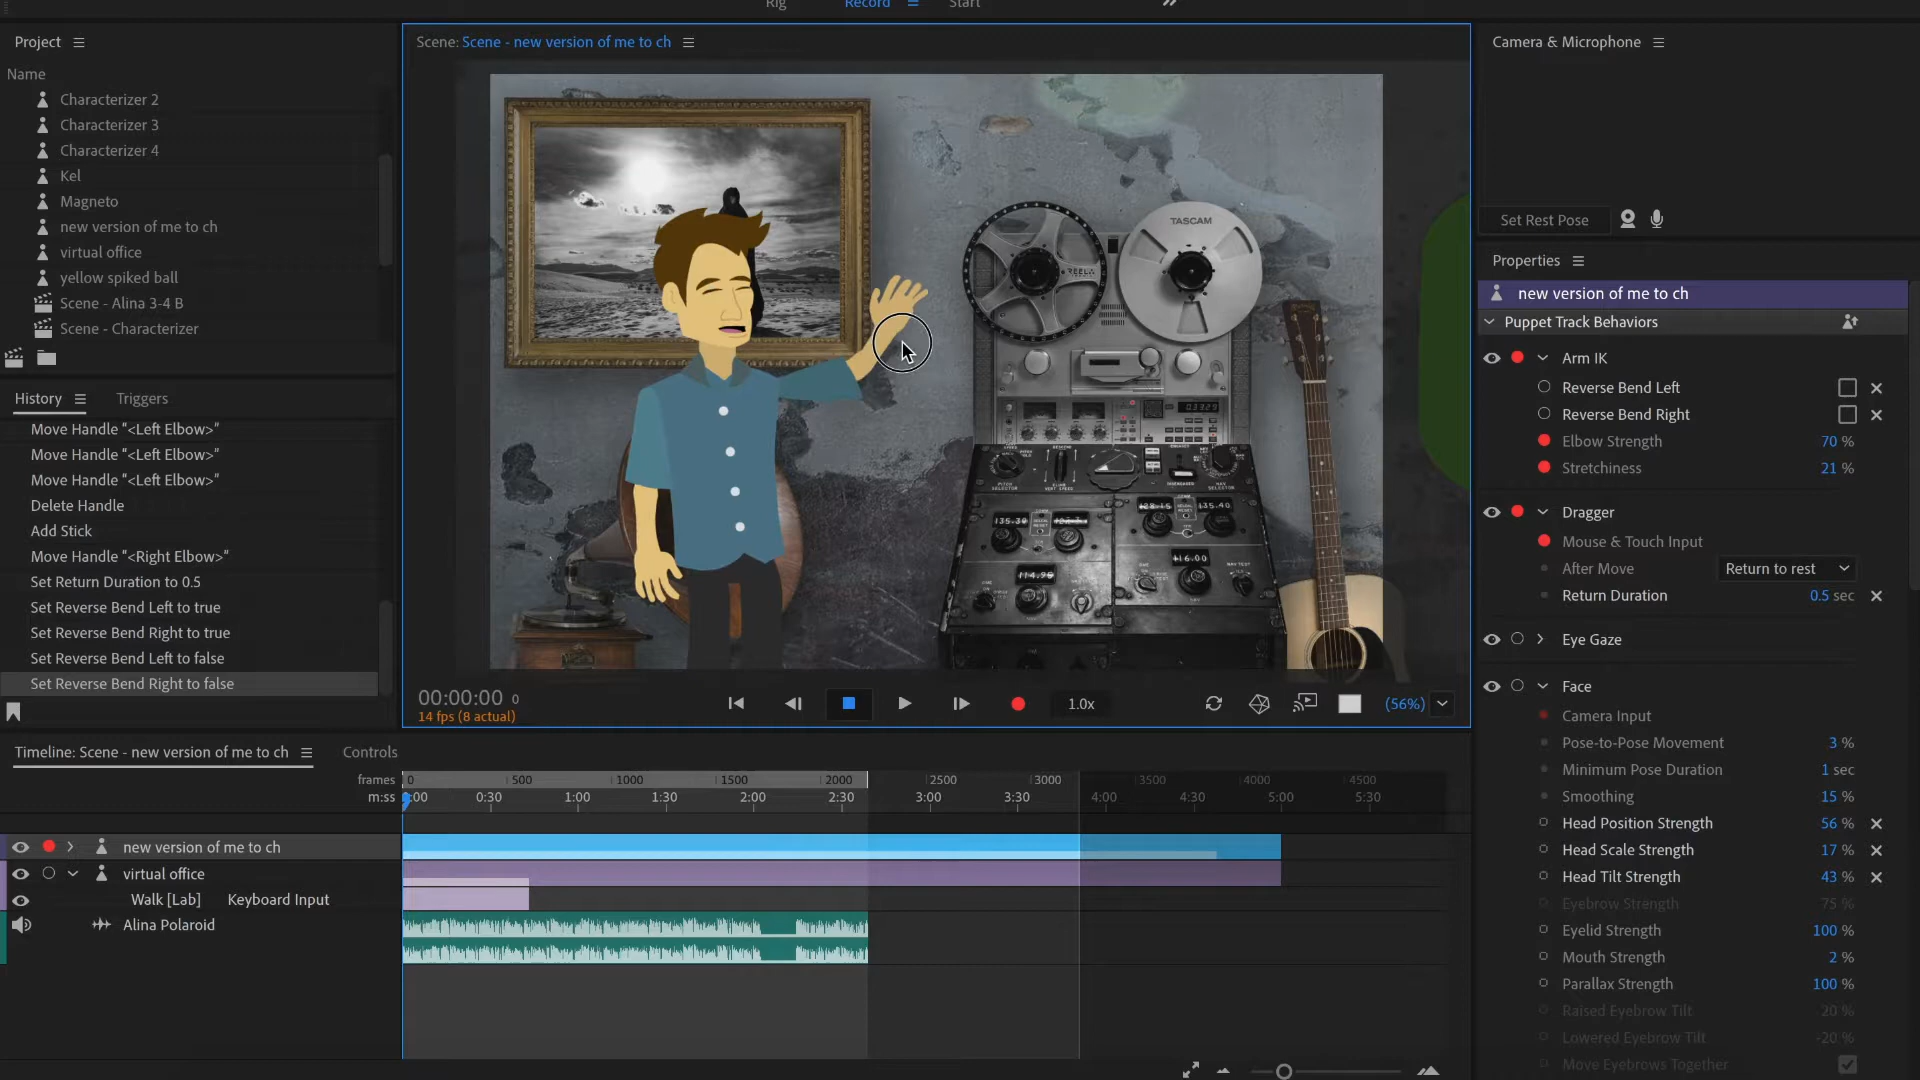 Rig Record Start
Project
Name
Characterizer 2
Characterizer 3
Characterizer 4
Kel
Magneto
new version of me to ch
virtual office
yellow spiked ball
Scene - Alina 3-4 B
Scene - Characterizer
History Triggers
Move Handle "<Left Elbow>"
Move Handle "<Left Elbow>"
Move Handle "<Left Elbow>"
Delete Handle
Add Stick
Move Handle "<Right Elbow>"
Set Return Duration to 0.5
Set Reverse Bend Left to true
Set Reverse Bend Right to true
Set Reverse Bend Left to false
Set Reverse Bend Right to false
Scene: Scene - new version of me to ch
TASCAM
114.96
135.40
+16.00
00:00:00 0
14 fps (8 actual)
1.0x
(56%)
Camera & Microphone
Set Rest Pose
Properties
new version of me to ch
Puppet Track Behaviors
Arm IK
Reverse Bend Left
Reverse Bend Right
Elbow Strength 70 %
Stretchiness 21 %
Dragger
Mouse & Touch Input
After Move Return to rest
Return Duration 0.5 sec
Eye Gaze
Face
Camera Input
Pose-to-Pose Movement 3 %
Minimum Pose Duration 1 sec
Smoothing 15 %
Head Position Strength 56 %
Head Scale Strength 17 %
Head Tilt Strength 43 %
Eyebrow Strength 75 %
Eyelid Strength 100 %
Mouth Strength 2 %
Parallax Strength 100 %
Raised Eyebrow Tilt 20 %
Lowered Eyebrow Tilt -20 %
Move Eyebrows Together
Timeline: Scene - new version of me to ch Controls
frames 0 500 1000 1500 2000 2500 3000 3500 4000 4500
m:ss :00 0:30 1:00 1:30 2:00 2:30 3:00 3:30 4:00 4:30 5:00 5:30
new version of me to ch
virtual office
Walk [Lab] Keyboard Input
Alina Polaroid